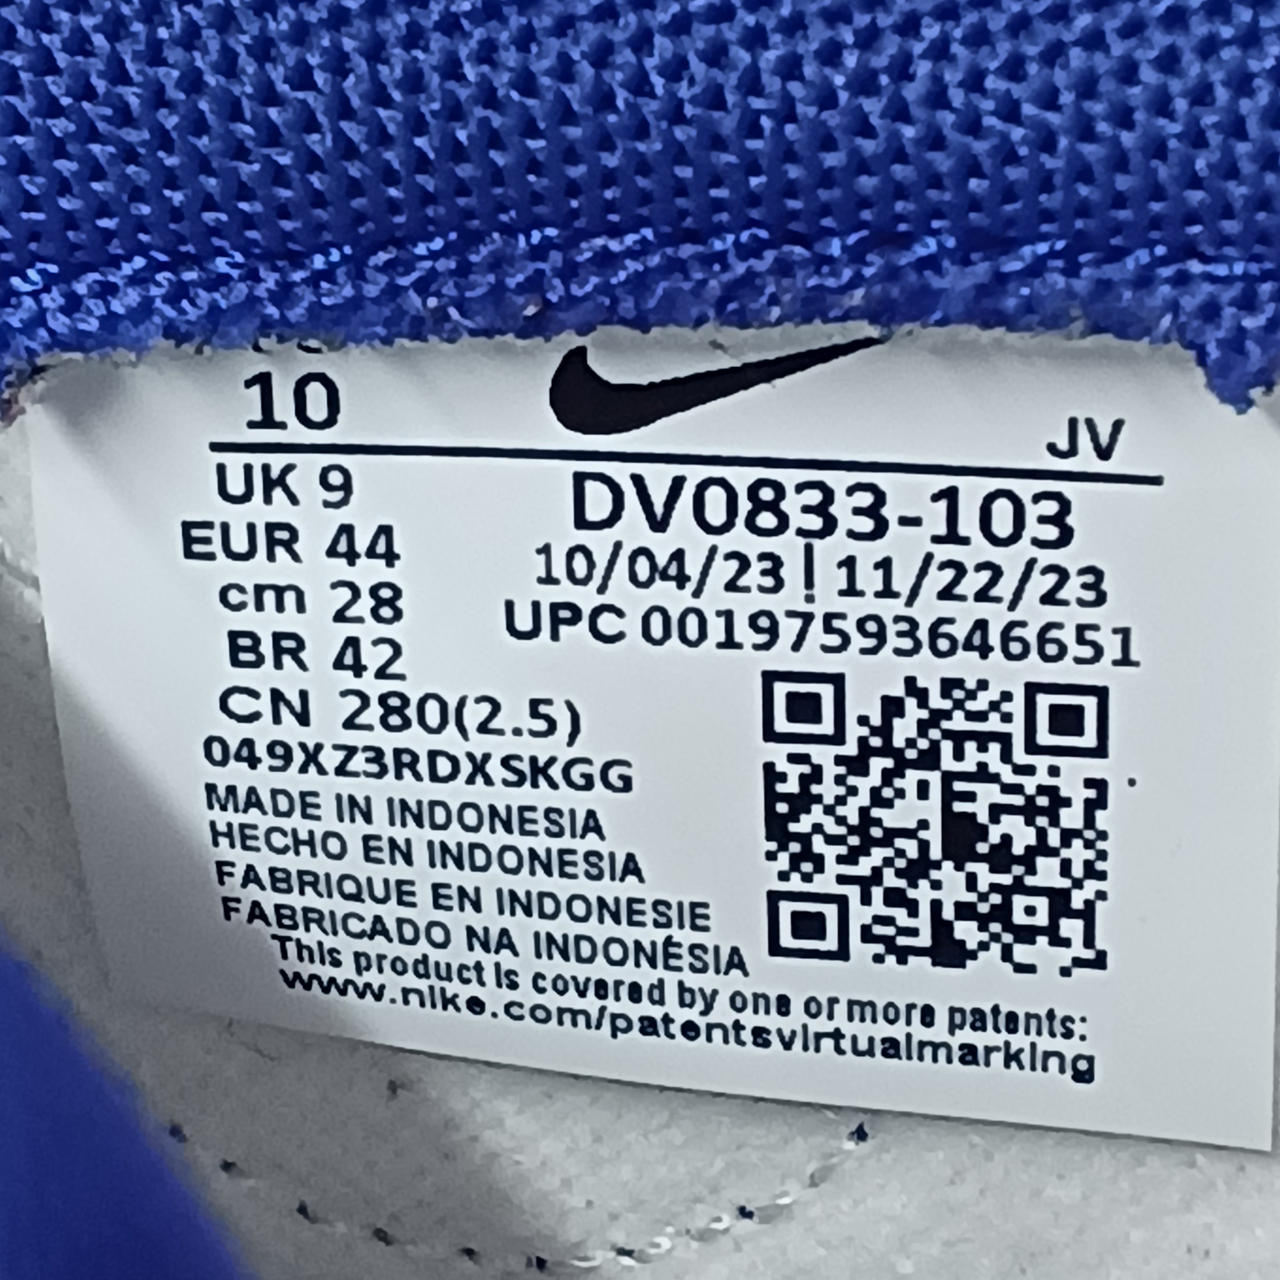 10
JV
UK 9
DV0833-103
EUR 44
10/04/23 | 11/22/23
cm 28
UPC 00197593646651
BR 42
CN 280(2.5)
049XZ3RDXSKGG
MADE IN INDONESIA
HECHO EN INDONESIA
FABRIQUE EN INDONESIE
FABRICADO NA INDONÉSIA
This product is covered by one or more patents:
www.nike.com/patentsvirtualmarking